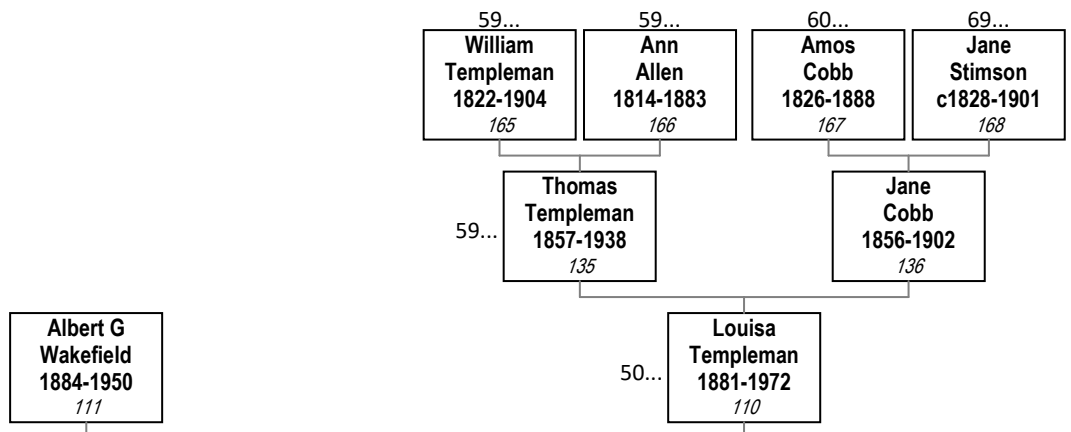 59...
William
Templeman
1822-1904
165
59...
Ann
Allen
1814-1883
166
60...
Amos
Cobb
1826-1888
167
69...
Jane
Stimson
c1828-1901
168
59...
Thomas
Templeman
1857-1938
135
Jane
Cobb
1856-1902
136
Albert G
Wakefield
1884-1950
111
50...
Louisa
Templeman
1881-1972
110